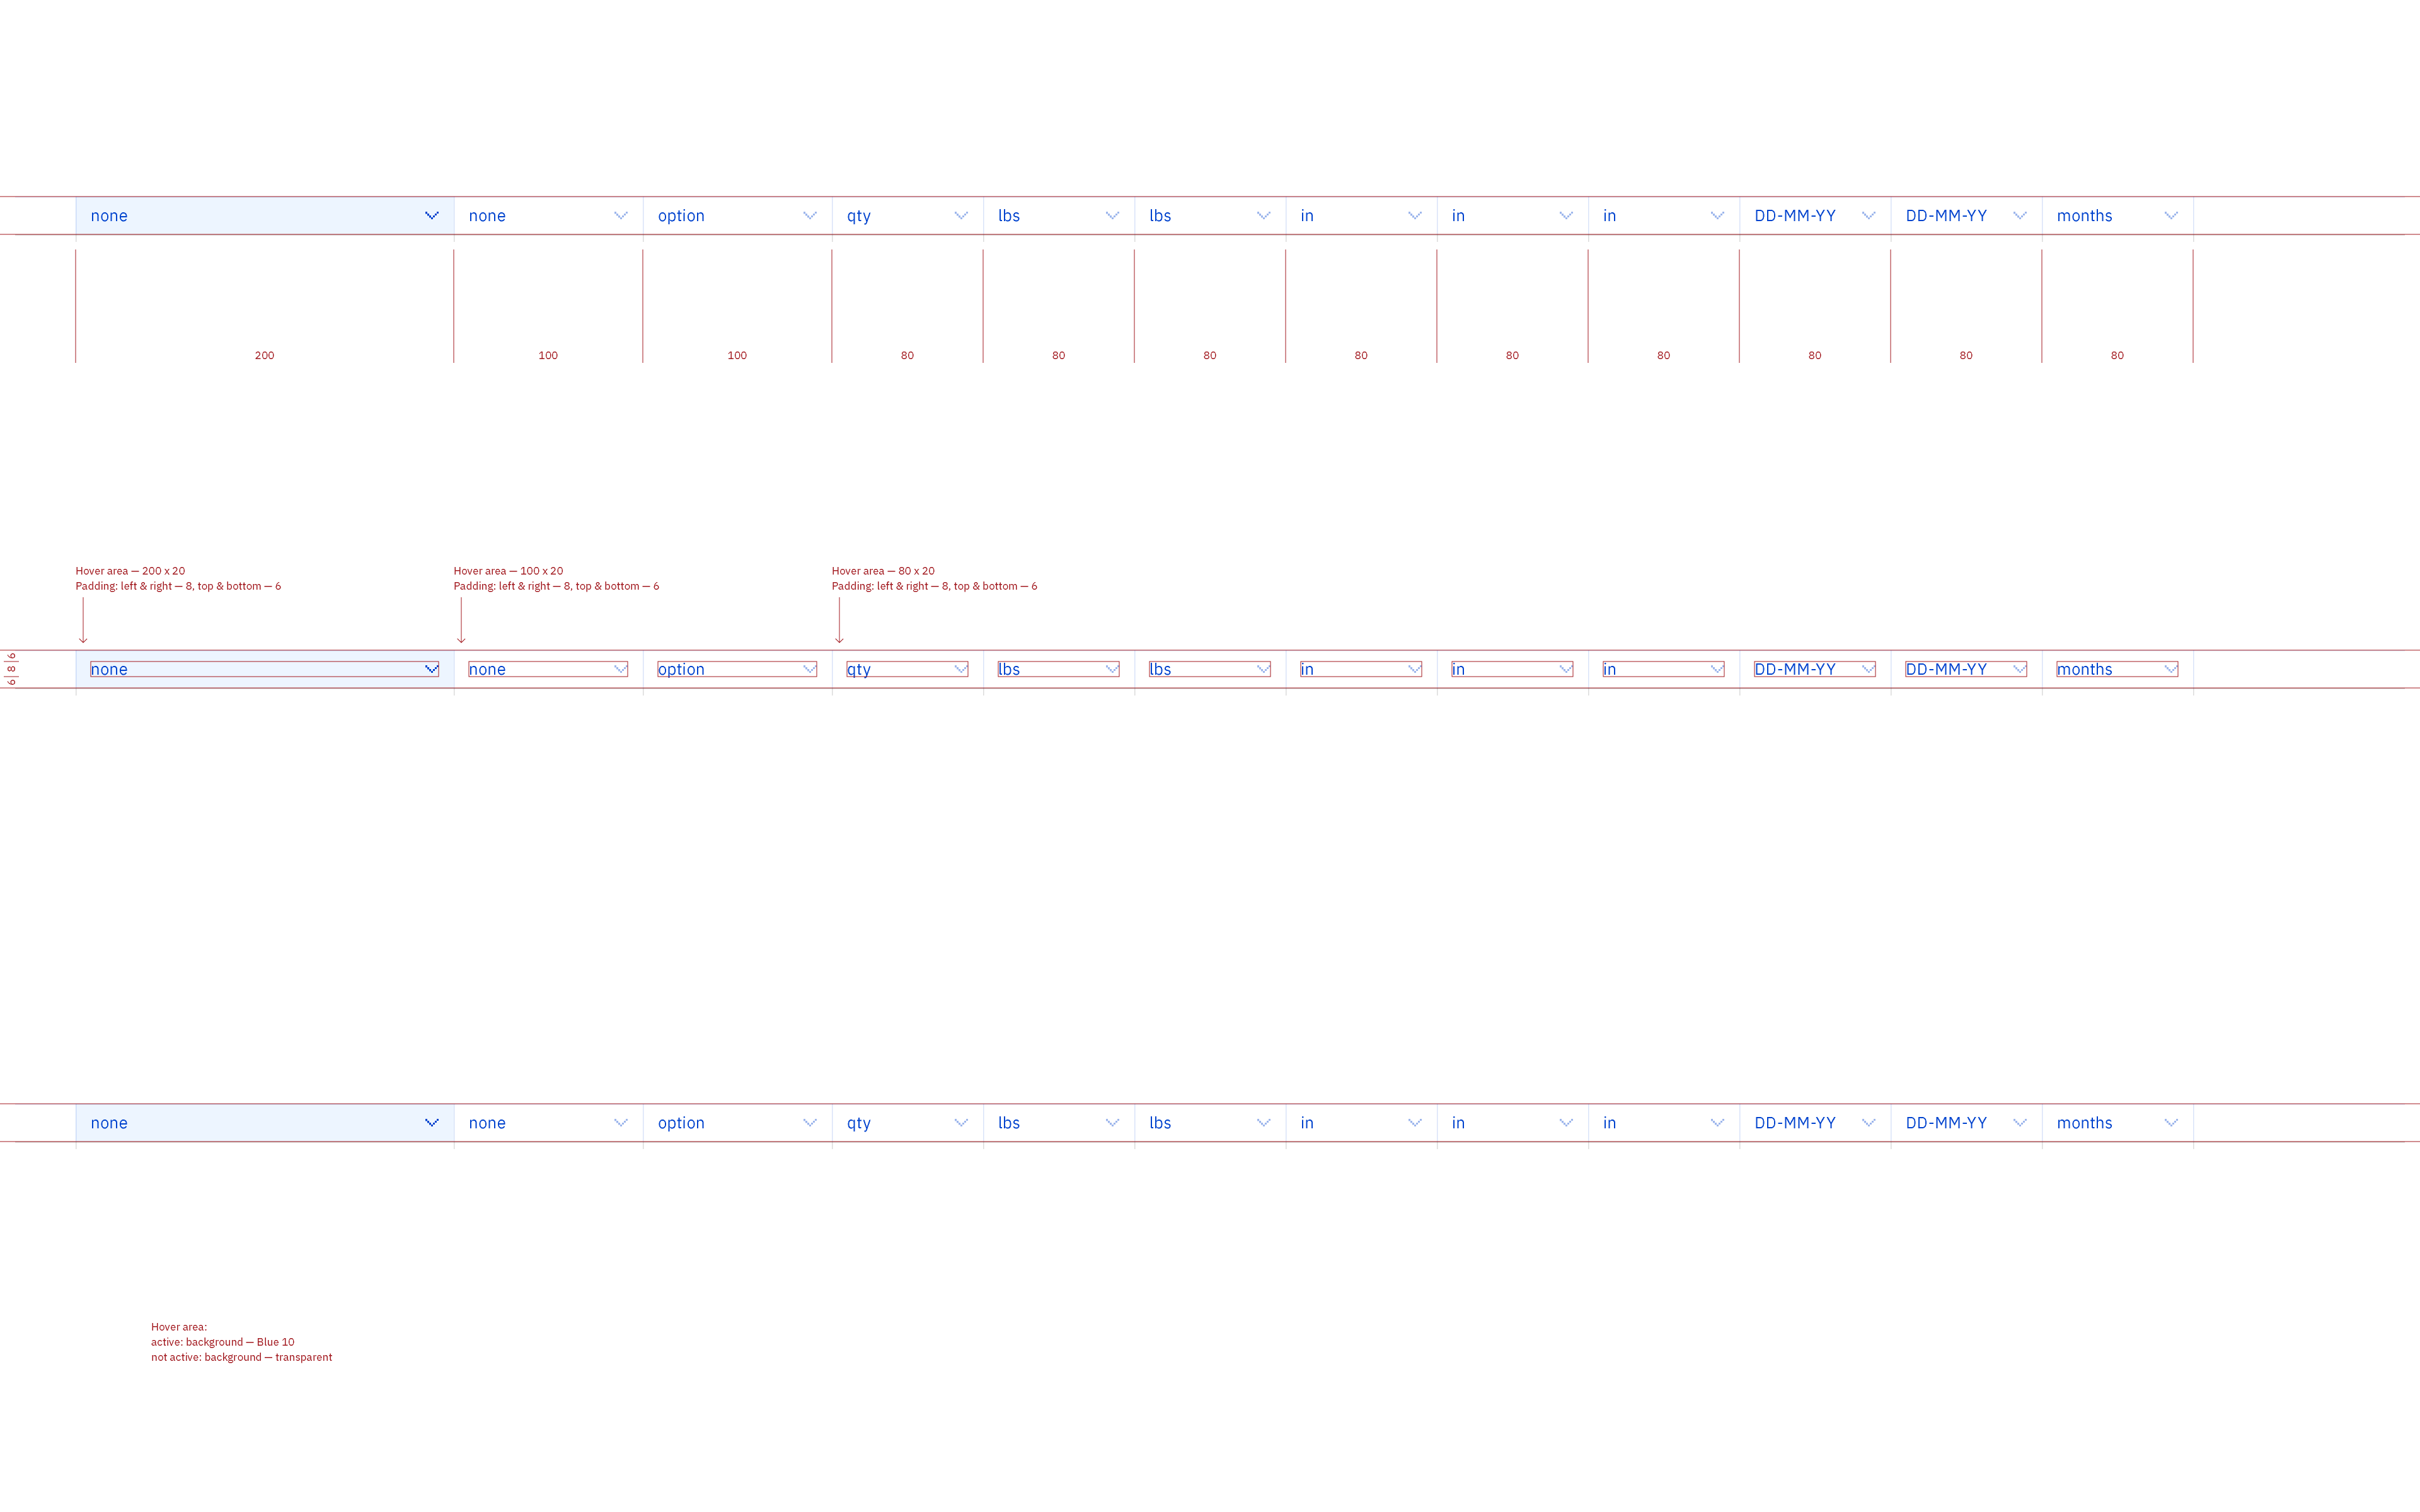 none none option qty lbs lbs in in in DD-MM-YY DD-MM-YY months
200 100 100 80 80 80 80 80 80 80 80 80
Hover area — 200 x 20
Padding: left & right — 8, top & bottom — 6
Hover area — 100 x 20
Padding: left & right — 8, top & bottom — 6
Hover area — 80 x 20
Padding: left & right — 8, top & bottom — 6
6 8 6
none none option qty lbs lbs in in in DD-MM-YY DD-MM-YY months
none none option qty lbs lbs in in in DD-MM-YY DD-MM-YY months
Hover area:
active: background — Blue 10
not active: background — transparent